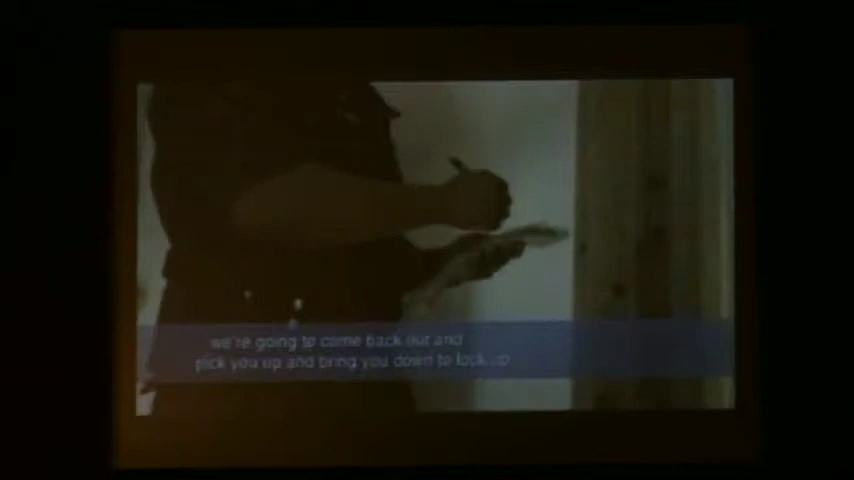 we're going to come back out and
pick you up and bring you down to lock up